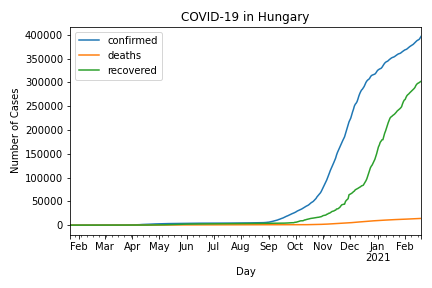 COVID-19 in Hungary
confirmed
deaths
recovered
Number of Cases
400000
350000
300000
250000
200000
150000
100000
50000
0
Feb Mar Apr May Jun Jul Aug Sep Oct Nov Dec Jan Feb
2021
Day